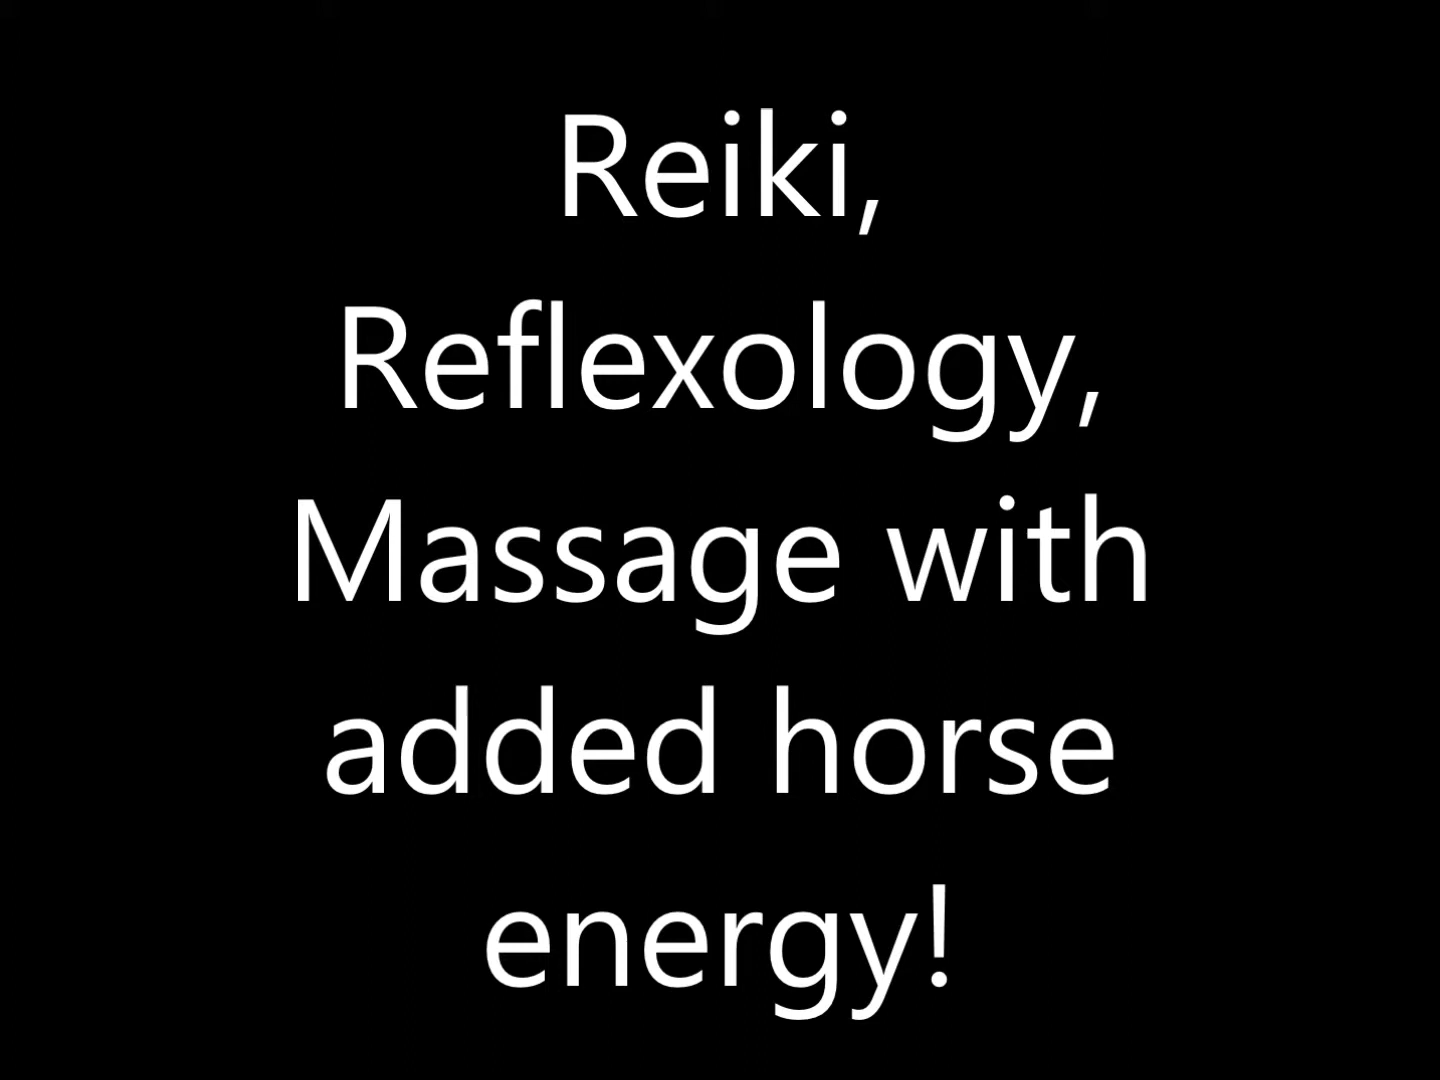 Reiki,
Reflexology,
Massage with
added horse
energy!